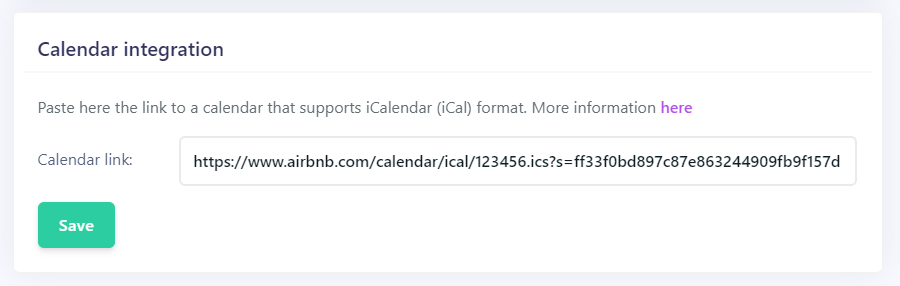 Calendar integration
Paste here the link to a calendar that supports iCalendar (iCal) format. More information here
Calendar link: https://www.airbnb.com/calendar/ical/123456.ics?s=ff33f0bd897c87e863244909fb9f157d
Save